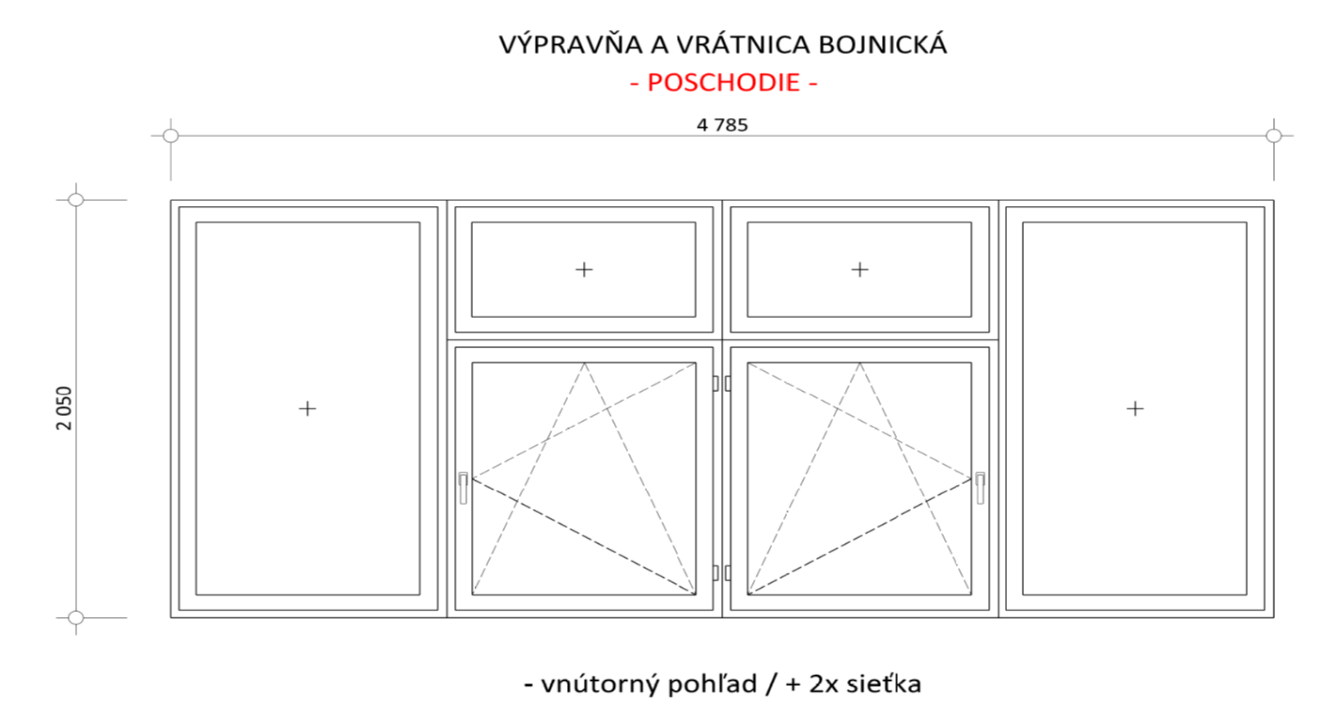 VÝPRAVŇA A VRÁTNICA BOJNICKÁ
- POSCHODIE -
4 785
2 050
- vnútorný pohľad / + 2x sieťka